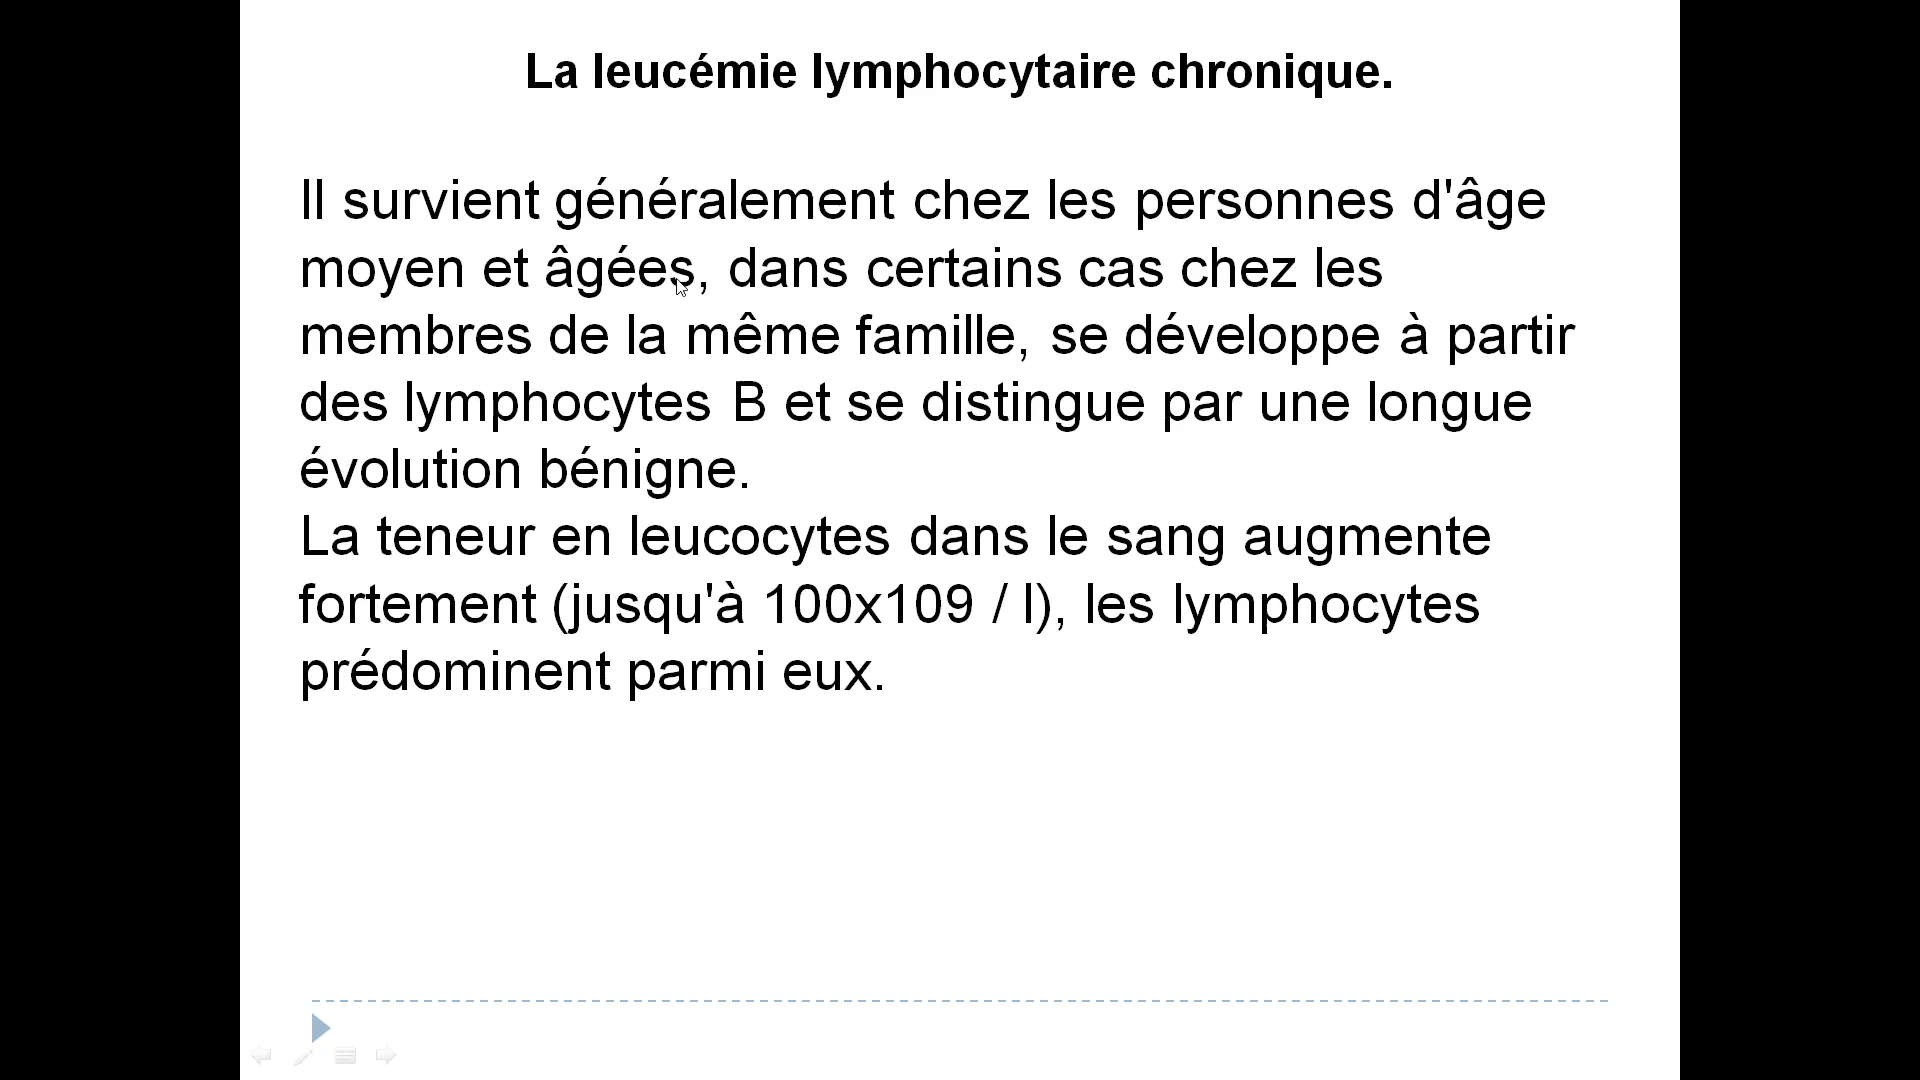 La leucémie lymphocytaire chronique.
Il survient généralement chez les personnes d'âge
moyen et âgées, dans certains cas chez les
membres de la même famille, se développe à partir
des lymphocytes B et se distingue par une longue
évolution bénigne.
La teneur en leucocytes dans le sang augmente
fortement (jusqu'à 100x109 / l), les lymphocytes
prédominent parmi eux.